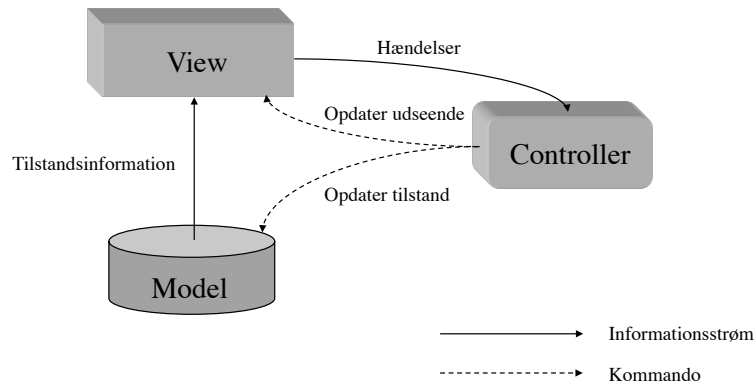 View
Hændelser
Opdater udseende
Controller
Tilstandsinformation
Opdater tilstand
Model
Informationsstrøm
Kommando